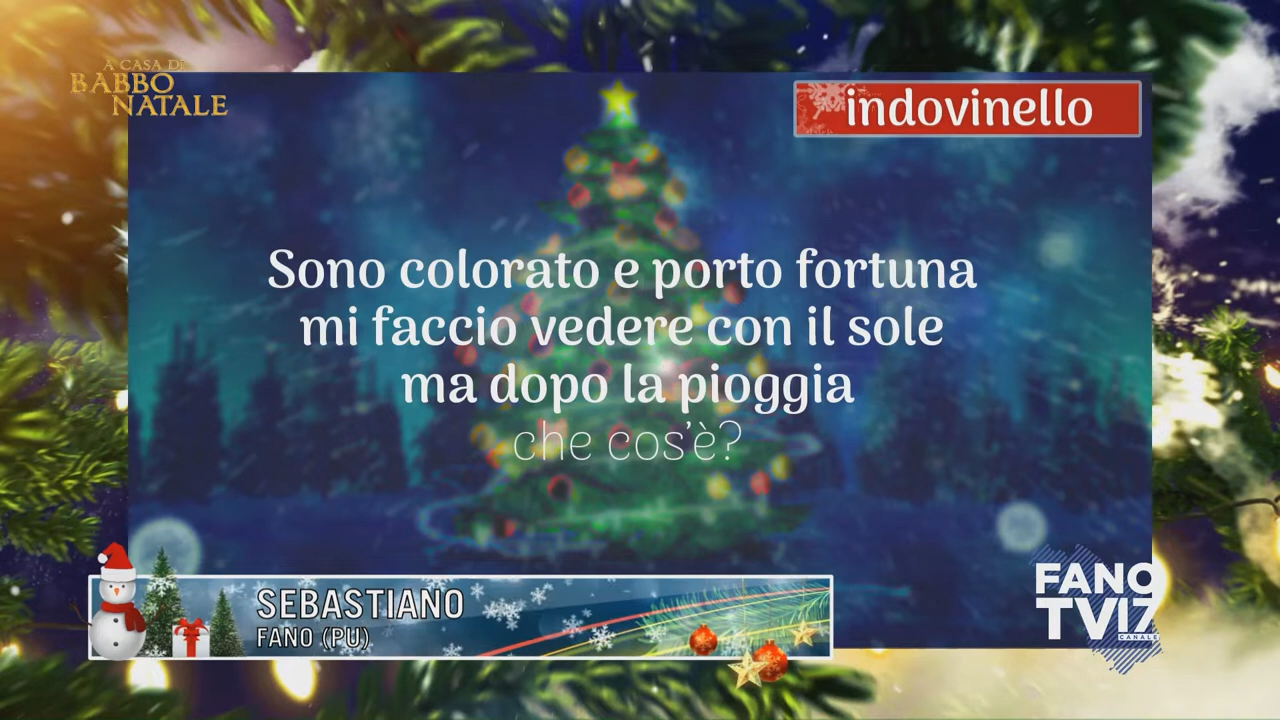 A CASA DI
BABBO
NATALE
indovinello
Sono colorato e porto fortuna
mi faccio vedere con il sole
ma dopo la pioggia
che cos'è?
SEBASTIANO
FANO (PU)
FANO
TV17
CANALE